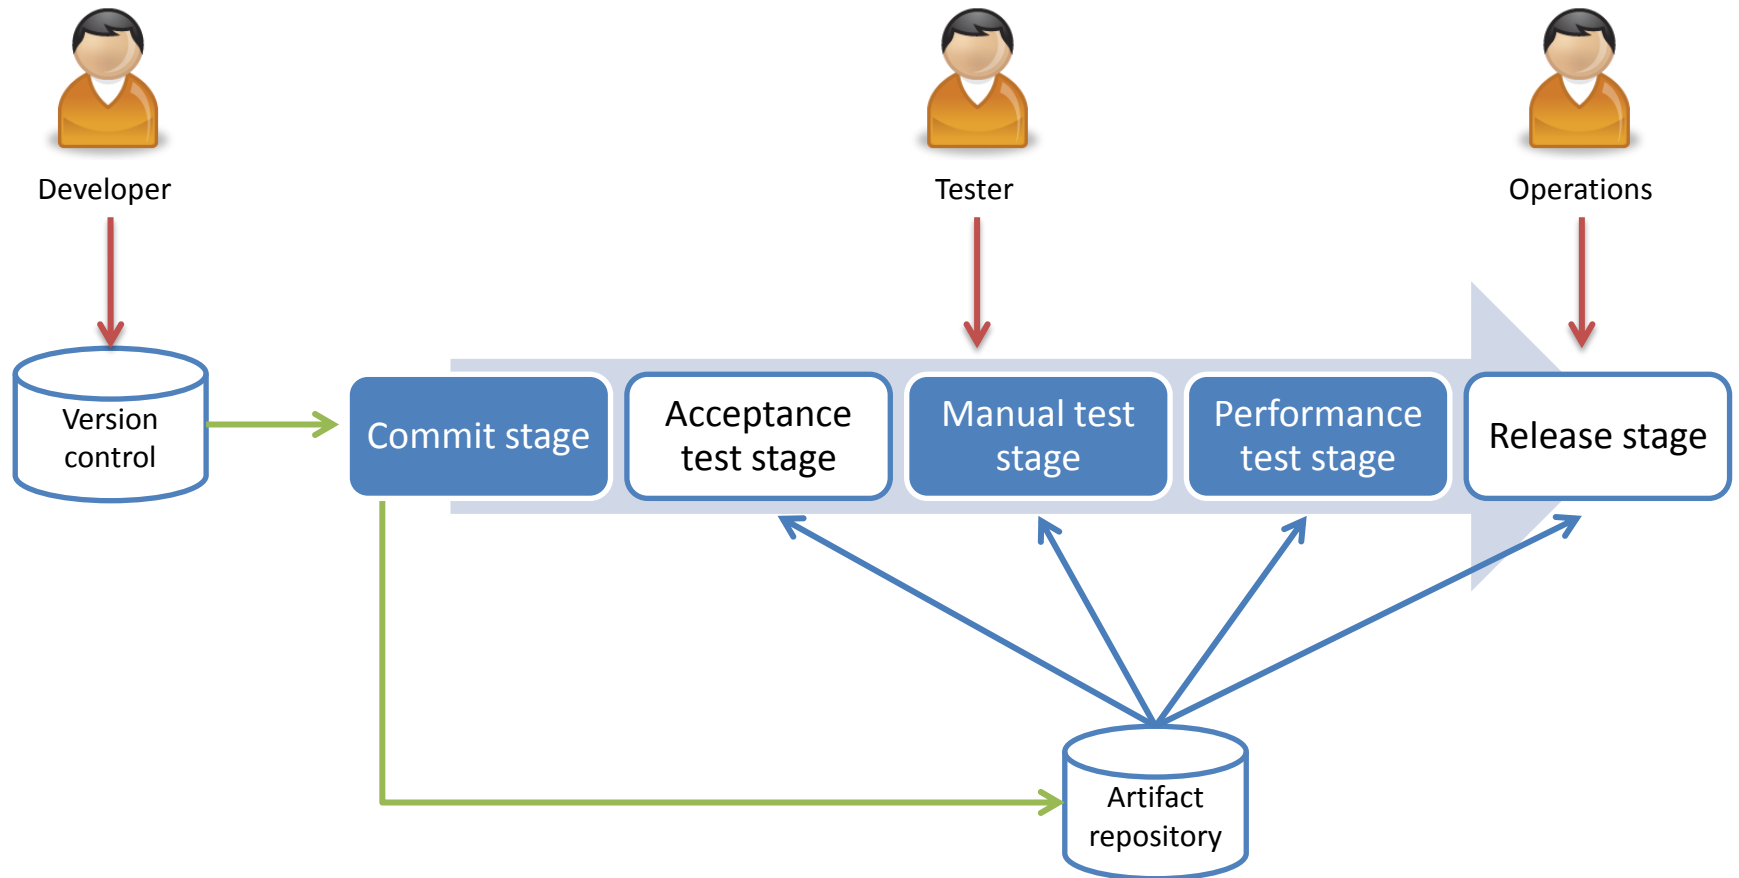 Developer
Tester
Operations
Version
control
Commit stage
Acceptance
test stage
Manual test
stage
Performance
test stage
Release stage
Artifact
repository